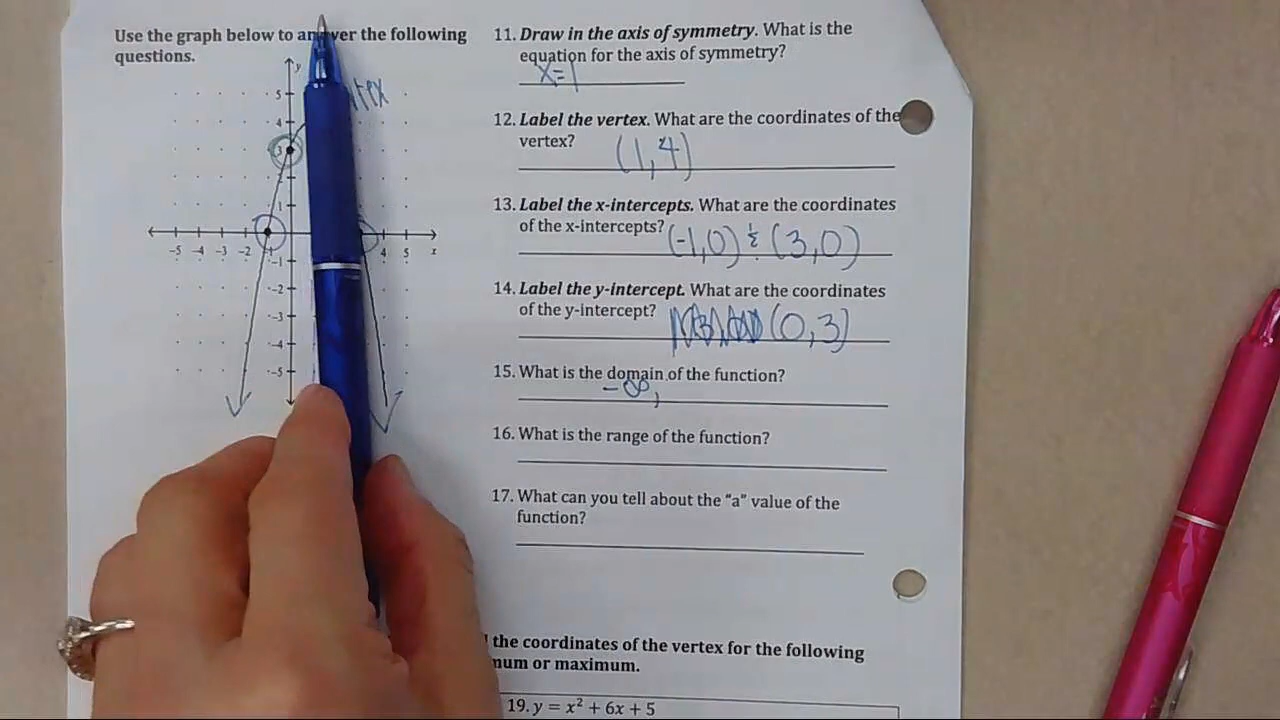 Use the graph below to answer the following
questions.
y
5
4
3
2
1
-5 -4 -3 -2 -1 4 5 x
-1
-2
-3
-4
-5
11. Draw in the axis of symmetry. What is the
equation for the axis of symmetry?
x=1
12. Label the vertex. What are the coordinates of the
vertex? (1,4)
13. Label the x-intercepts. What are the coordinates
of the x-intercepts? (-1,0) & (3,0)
14. Label the y-intercept. What are the coordinates
of the y-intercept? (0,3)
15. What is the domain of the function?
-∞,
16. What is the range of the function?
17. What can you tell about the "a" value of the
function?
the coordinates of the vertex for the following
or maximum.
19. y = x² + 6x + 5